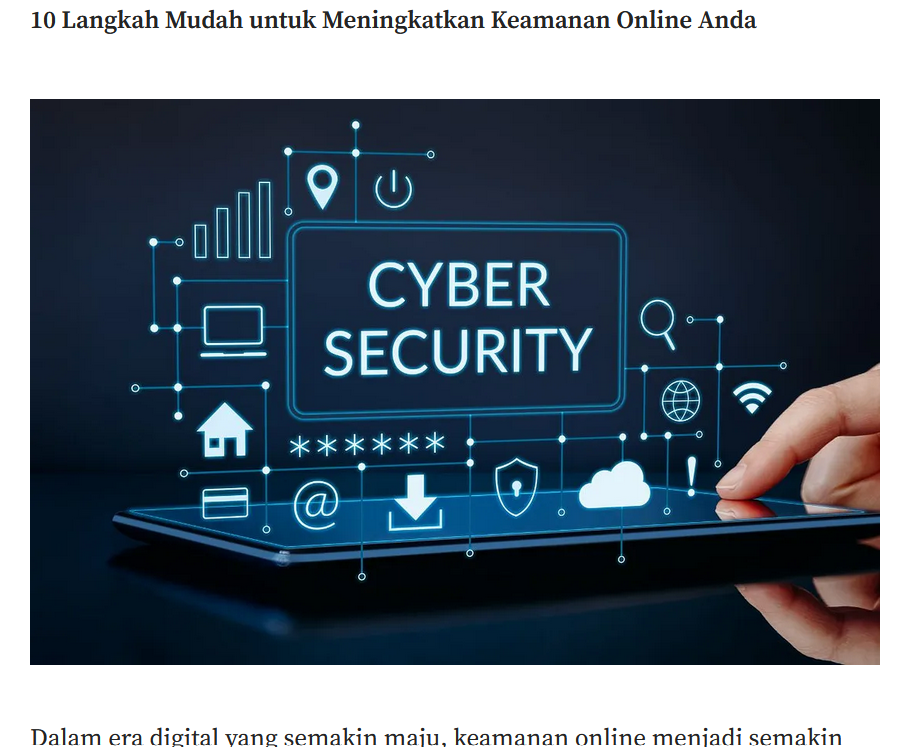 10 Langkah Mudah untuk Meningkatkan Keamanan Online Anda
CYBER
SECURITY
******
@
!
Dalam era digital yang semakin maju, keamanan online menjadi semakin